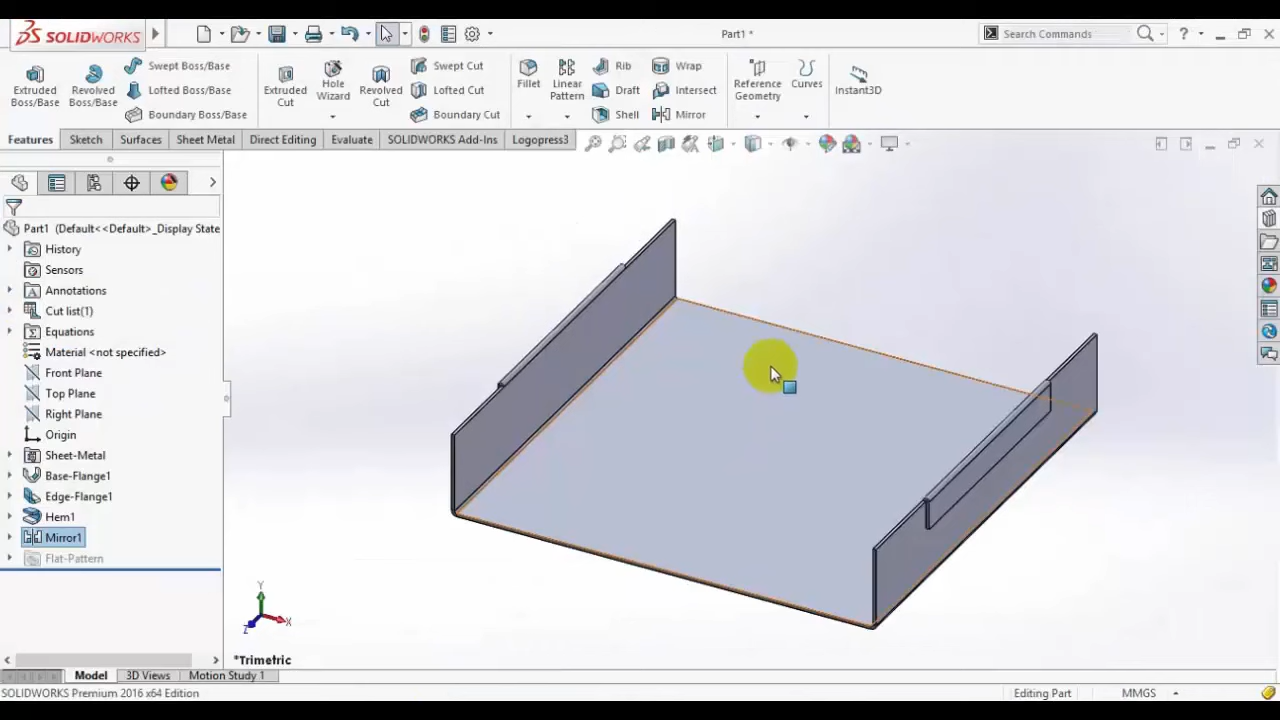 SOLIDWORKS
Part1 *
Search Commands
?
Extruded Boss/Base
Revolved Boss/Base
Swept Boss/Base
Lofted Boss/Base
Boundary Boss/Base
Extruded Cut
Hole Wizard
Revolved Cut
Swept Cut
Lofted Cut
Boundary Cut
Fillet
Linear Pattern
Rib
Draft
Shell
Wrap
Intersect
Mirror
Reference Geometry
Curves
Instant3D
Features
Sketch
Surfaces
Sheet Metal
Direct Editing
Evaluate
SOLIDWORKS Add-Ins
Logopress3
Part1 (Default<<Default>_Display State
History
Sensors
Annotations
Cut list(1)
Equations
Material <not specified>
Front Plane
Top Plane
Right Plane
Origin
Sheet-Metal
Base-Flange1
Edge-Flange1
Hem1
Mirror1
Flat-Pattern
Y
X
Z
*Trimetric
Model
3D Views
Motion Study 1
SOLIDWORKS Premium 2016 x64 Edition
Editing Part
MMGS